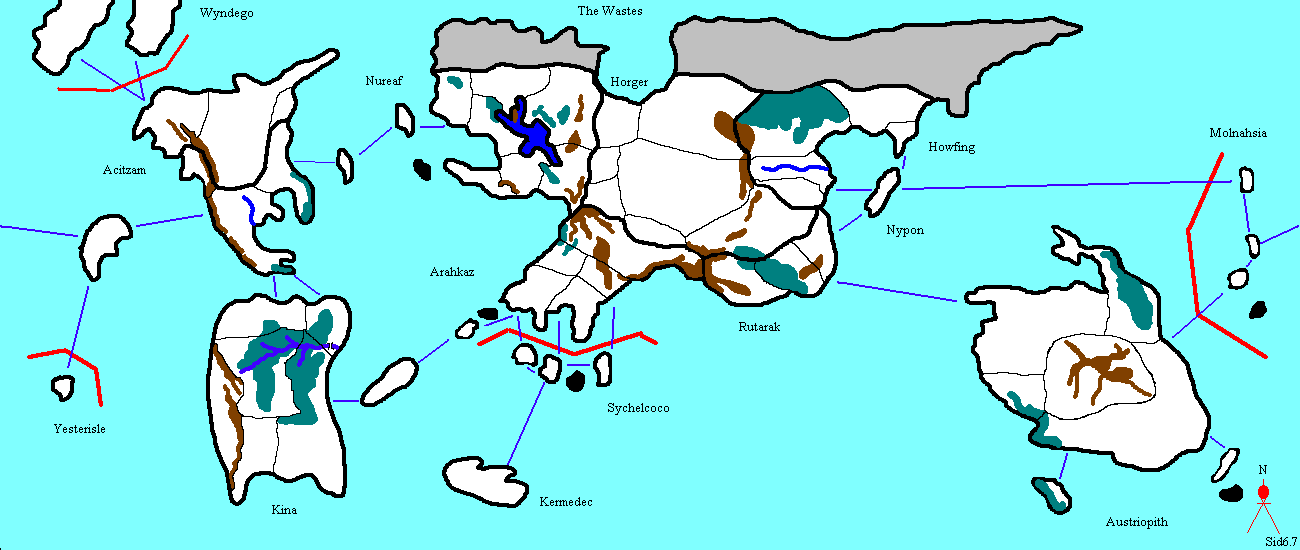 Wyndego
The Wastes
Nureaf
Horger
Molnahsia
Howfing
Acitzam
Nypon
Arahkaz
Rutarak
Sychelcoco
Yesterisle
N
Kermedec
Kina
Austriopith
Sid6.7